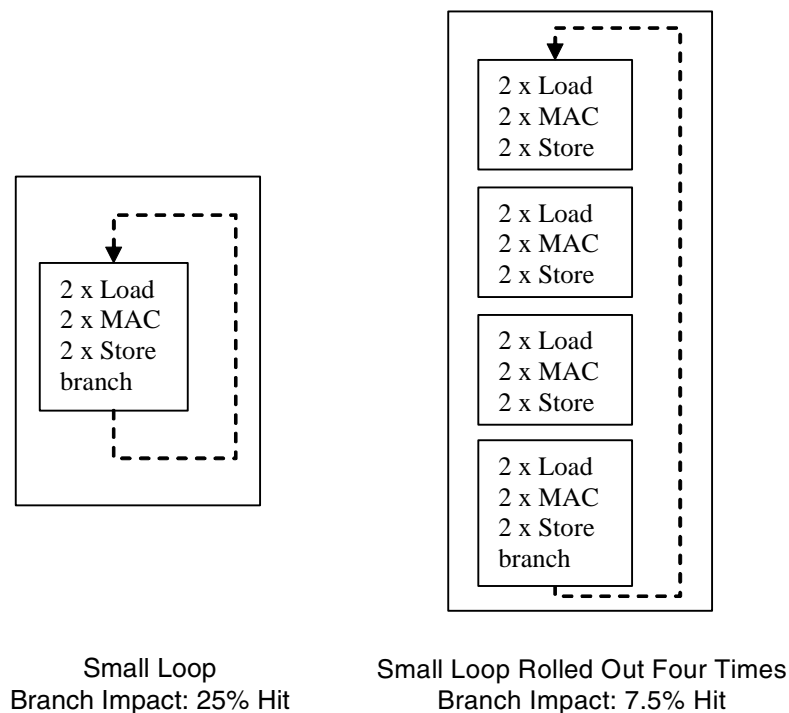 2 x Load
2 x MAC
2 x Store
branch
Small Loop
Branch Impact: 25% Hit
2 x Load
2 x MAC
2 x Store
2 x Load
2 x MAC
2 x Store
2 x Load
2 x MAC
2 x Store
2 x Load
2 x MAC
2 x Store
branch
Small Loop Rolled Out Four Times
Branch Impact: 7.5% Hit